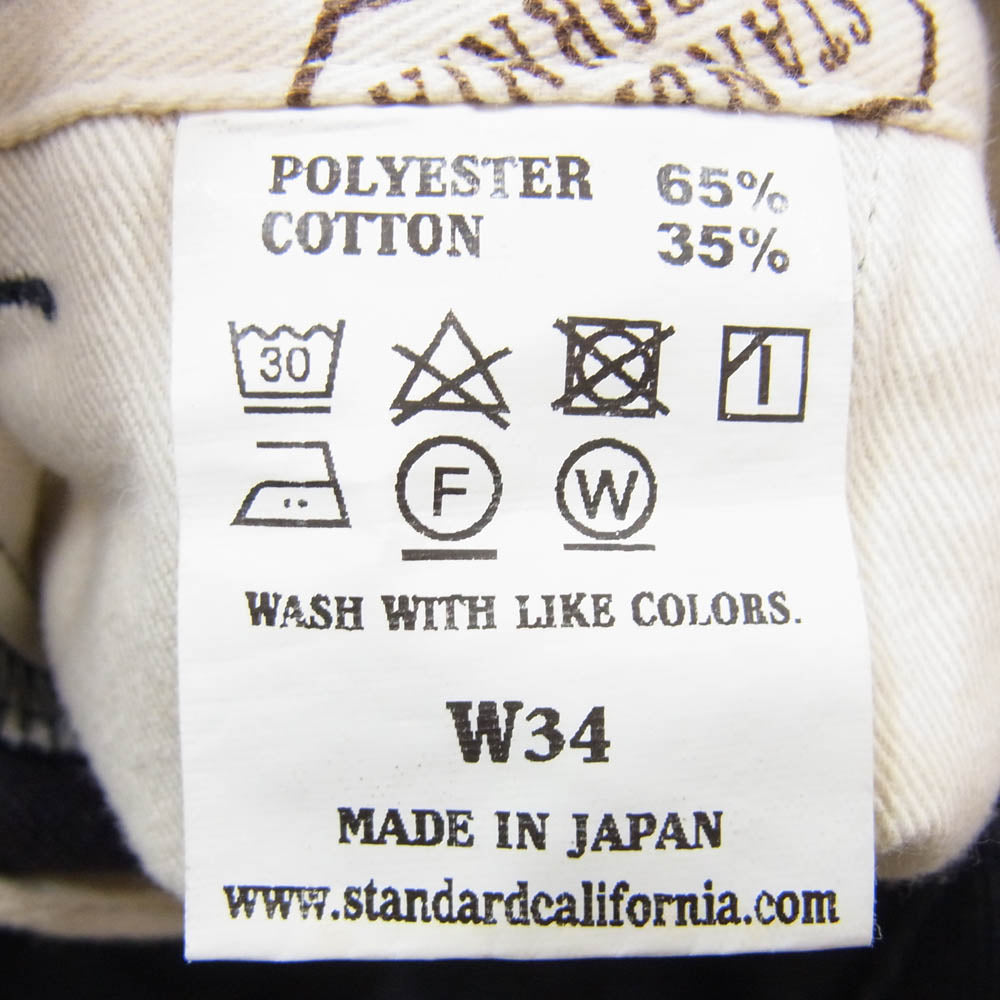 POLYESTER 65%
COTTON 35%
30
F W
WASH WITH LIKE COLORS.
W34
MADE IN JAPAN
www.standardcalifornia.com